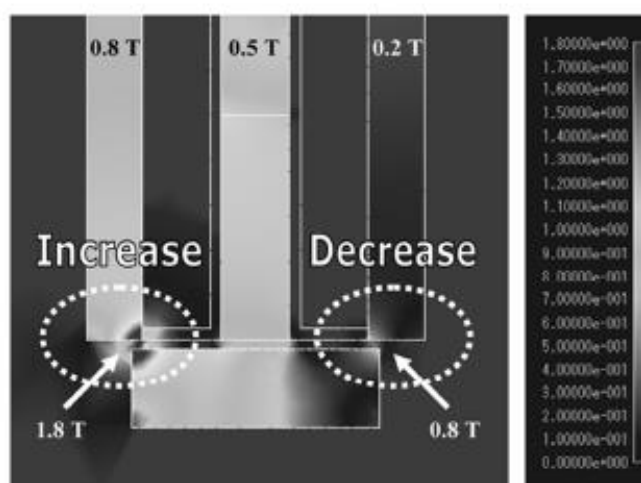 0.8 T
0.5 T
0.2 T
Increase
Decrease
1.8 T
0.8 T
1.80000e+000
1.70000e+000
1.60000e+000
1.50000e+000
1.40000e+000
1.30000e+000
1.20000e+000
1.10000e+000
1.00000e+000
9.00000e-001
8.00000e-001
7.00000e-001
6.00000e-001
5.00000e-001
4.00000e-001
3.00000e-001
2.00000e-001
1.00000e-001
0.00000e+000